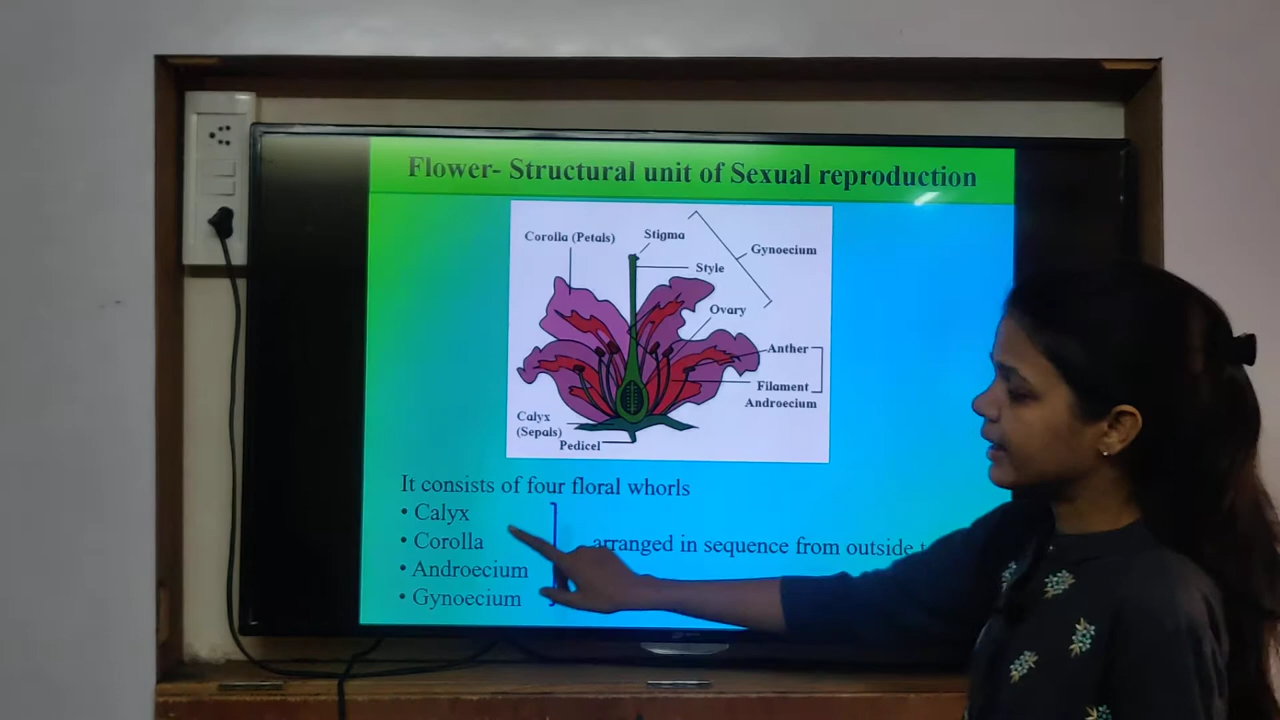 Flower- Structural unit of Sexual reproduction
Corolla (Petals)
Stigma
Gynoecium
Style
Ovary
Anther
Filament
Androecium
Calyx
(Sepals)
Pedicel
It consists of four floral whorls
• Calyx
• Corolla
• Androecium
• Gynoecium
arranged in sequence from outside